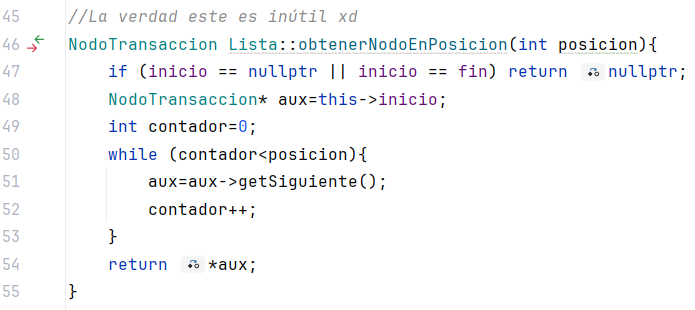 45 //La verdad este es inútil xd
46 NodoTransaccion Lista::obtenerNodoEnPosicion(int posicion){
47 if (inicio == nullptr || inicio == fin) return nullptr;
48 NodoTransaccion* aux=this->inicio;
49 int contador=0;
50 while (contador<posicion){
51 aux=aux->getSiguiente();
52 contador++;
53 }
54 return *aux;
55 }